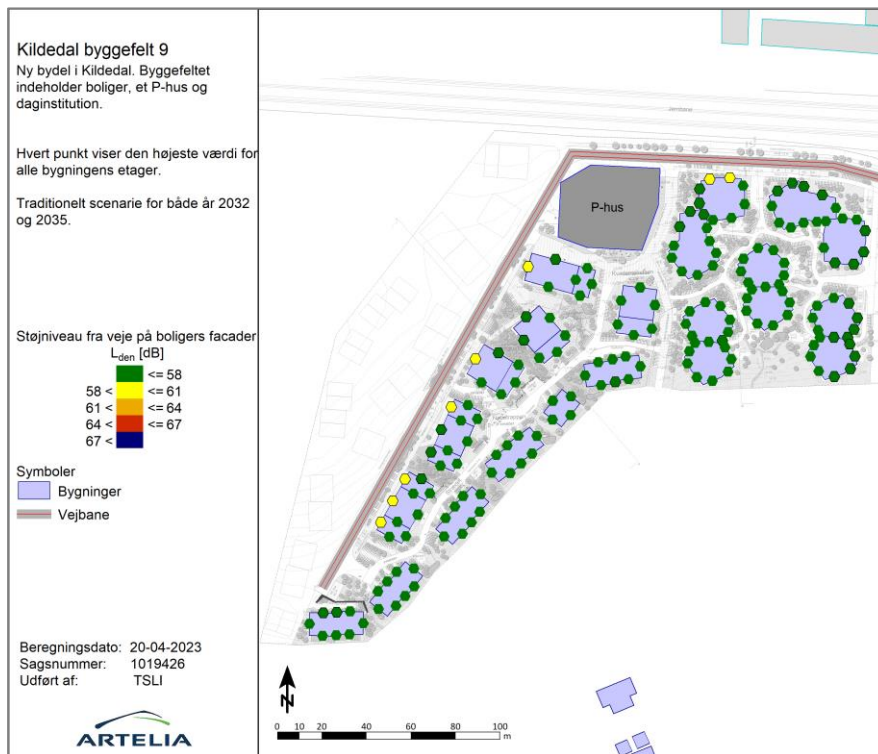 Kildedal byggefelt 9
Ny bydel i Kildedal. Byggefeltet
indeholder boliger, et P-hus og
daginstitution.
Hvert punkt viser den højeste værdi for
alle bygningens etager.
Traditionelt scenarie for både år 2032
og 2035.
Støjniveau fra veje på boligers facader
Lden [dB]
<= 58
58 < <= 61
61 < <= 64
64 < <= 67
67 <
Symboler
Bygninger
Vejbane
Beregningsdato: 20-04-2023
Sagsnummer: 1019426
Udført af: TSLI
ARTELIA
P-hus
N
0 10 20 40 60 80 100
m